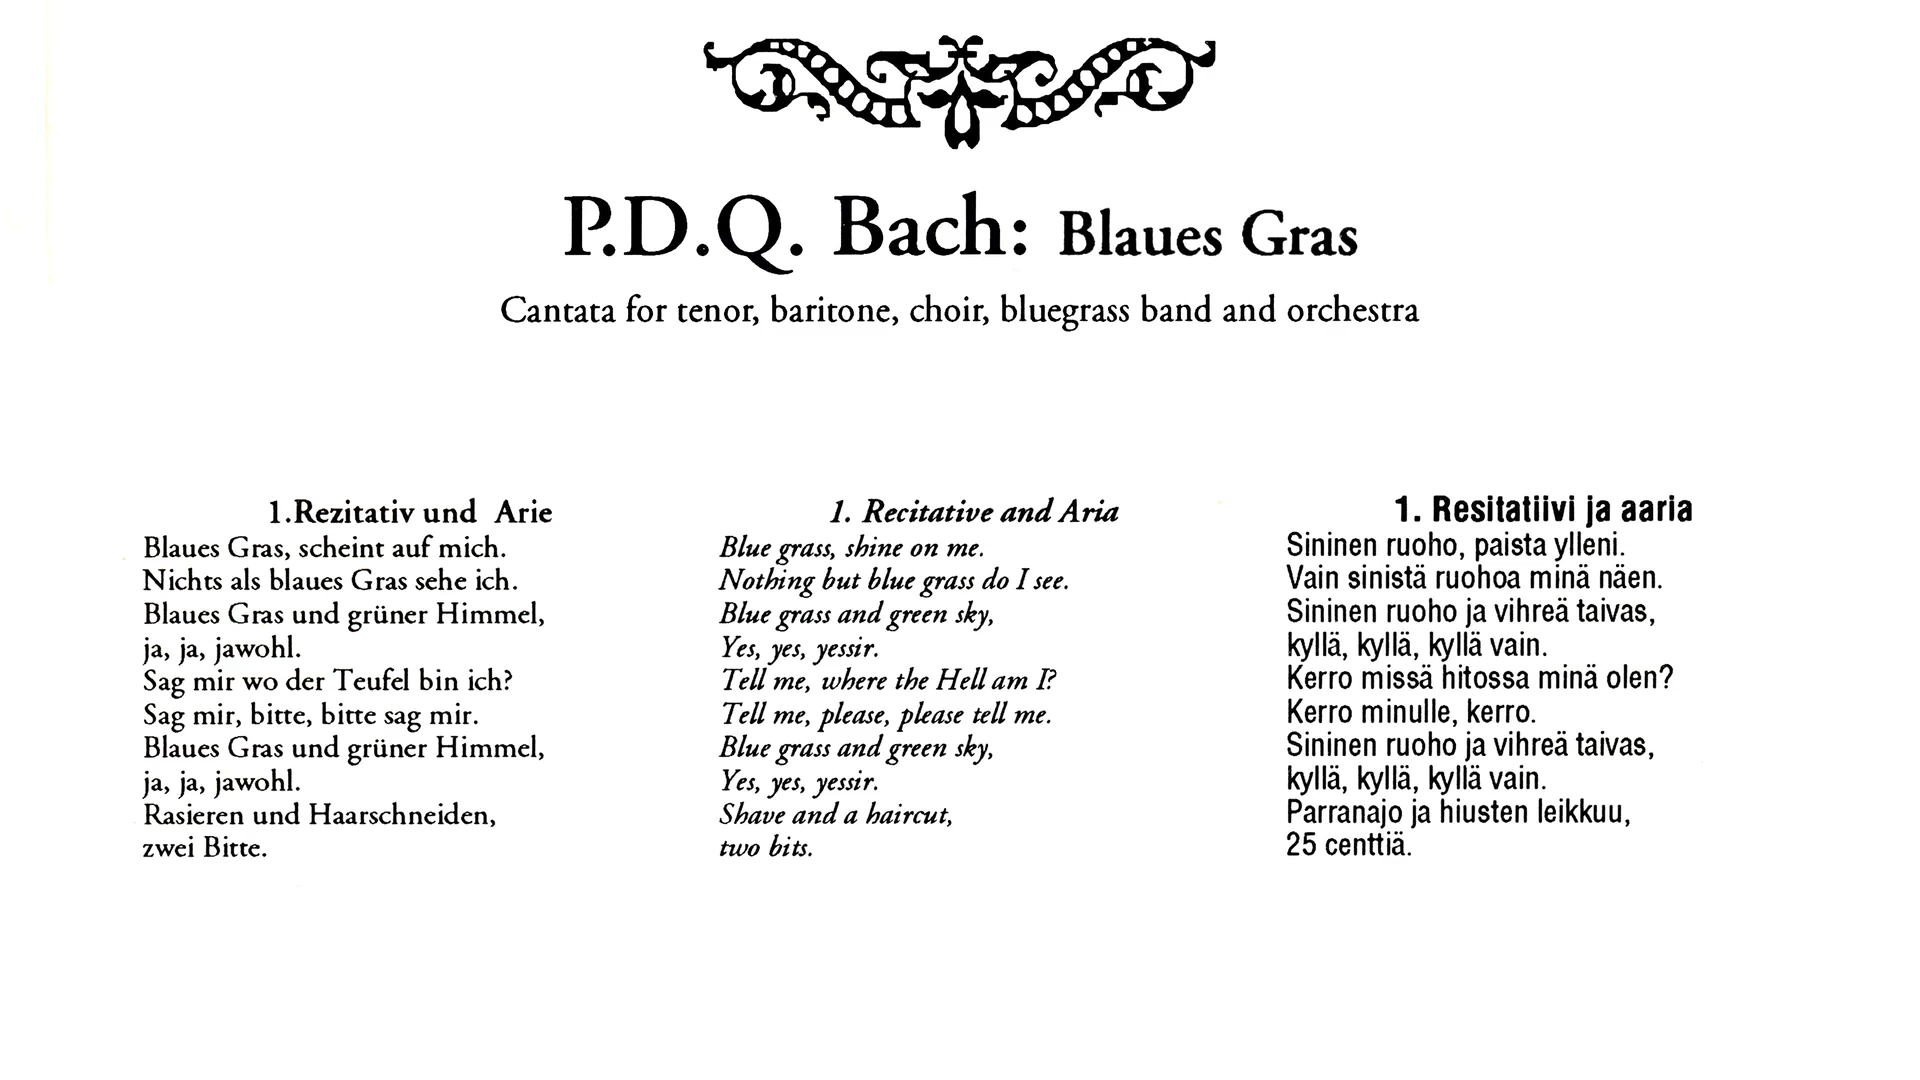 P.D.Q. Bach: Blaues Gras
Cantata for tenor, baritone, choir, bluegrass band and orchestra
1.Rezitativ und Arie
Blaues Gras, scheint auf mich.
Nichts als blaues Gras sehe ich.
Blaues Gras und grüner Himmel,
ja, ja, jawohl.
Sag mir wo der Teufel bin ich?
Sag mir, bitte, bitte sag mir.
Blaues Gras und grüner Himmel,
ja, ja, jawohl.
Rasieren und Haarschneiden,
zwei Bitte.
1. Recitative and Aria
Blue grass, shine on me.
Nothing but blue grass do I see.
Blue grass and green sky,
Yes, yes, yessir.
Tell me, where the Hell am I?
Tell me, please, please tell me.
Blue grass and green sky,
Yes, yes, yessir.
Shave and a haircut,
two bits.
1. Resitatiivi ja aaria
Sininen ruoho, paista ylleni.
Vain sinistä ruohoa minä näen.
Sininen ruoho ja vihreä taivas,
kyllä, kyllä, kyllä vain.
Kerro missä hitossa minä olen?
Kerro minulle, kerro.
Sininen ruoho ja vihreä taivas,
kyllä, kyllä, kyllä vain.
Parranajo ja hiusten leikkuu,
25 centtiä.